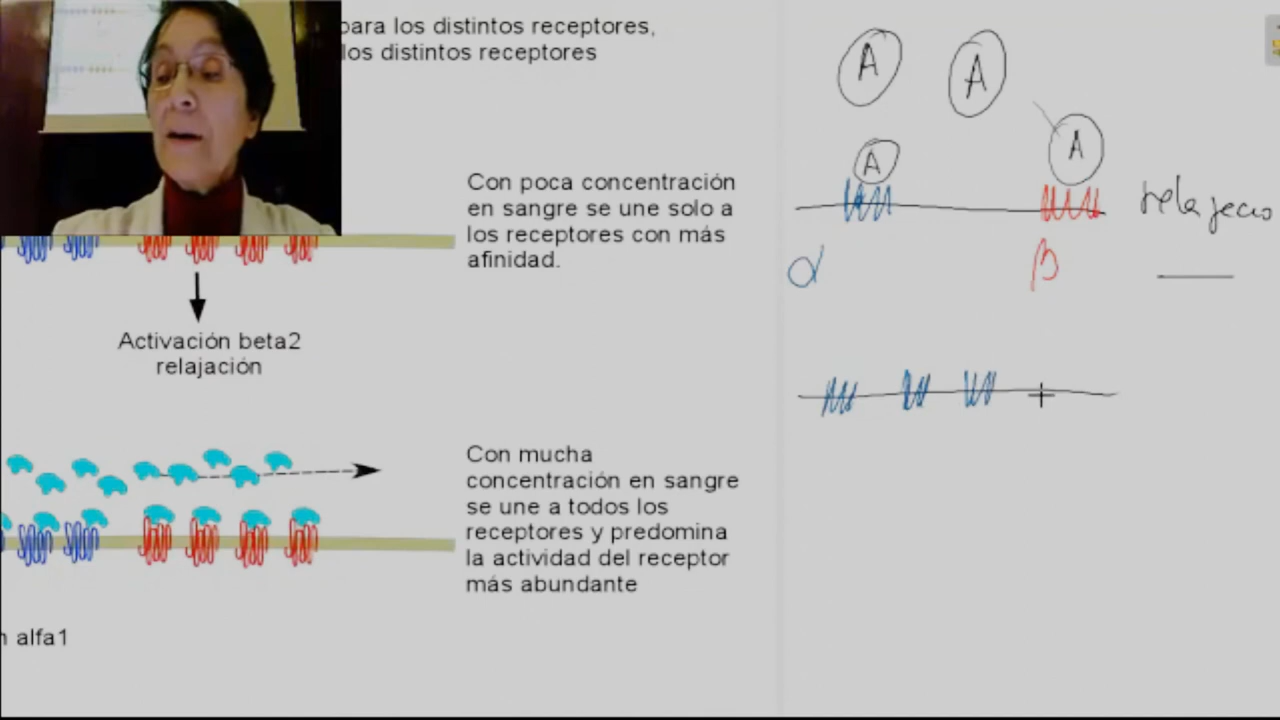 para los distintos receptores,
los distintos receptores
Con poca concentración
en sangre se une solo a
los receptores con más
afinidad.
Activación beta2
relajación
Con mucha
concentración en sangre
se une a todos los
receptores y predomina
la actividad del receptor
más abundante
n alfa1
A
A
A
A
relajecio
α
β